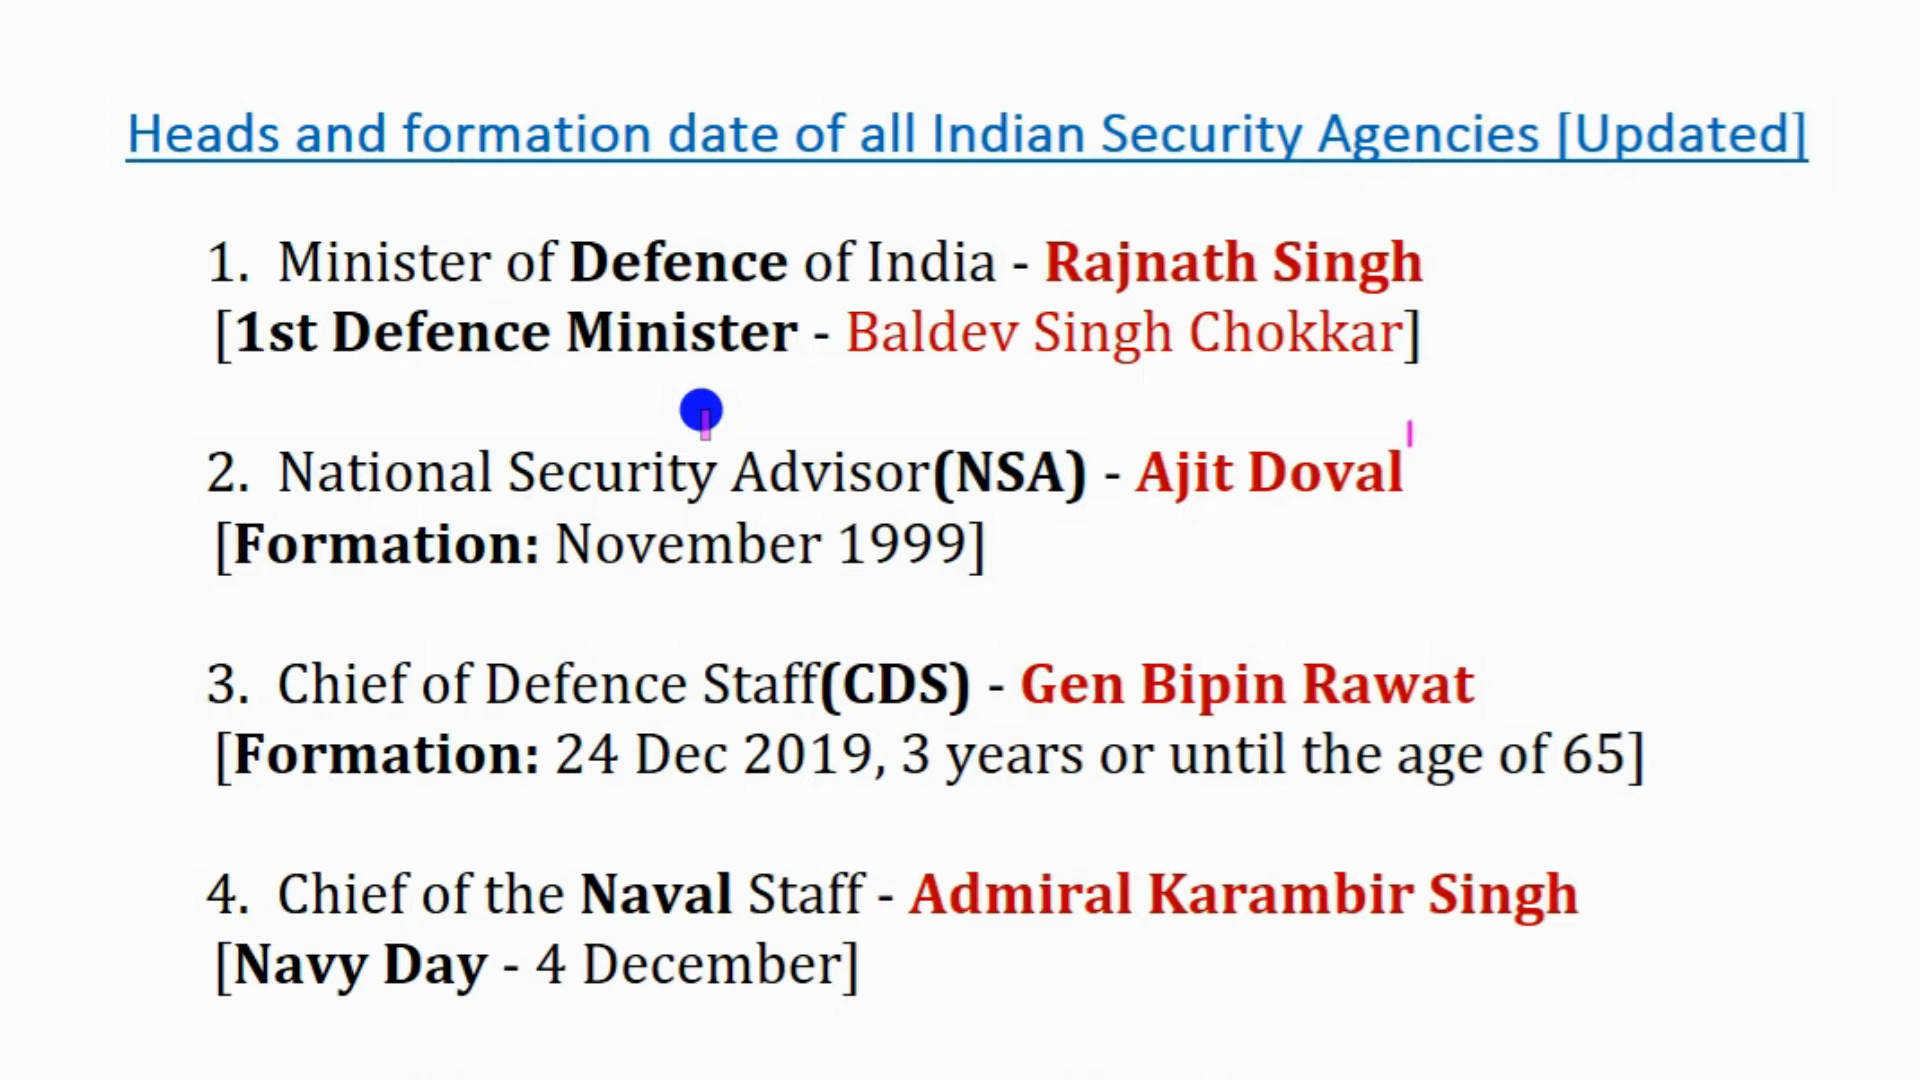 Heads and formation date of all Indian Security Agencies [Updated]
1. Minister of Defence of India - Rajnath Singh
[1st Defence Minister - Baldev Singh Chokkar]
2. National Security Advisor(NSA) - Ajit Doval
[Formation: November 1999]
3. Chief of Defence Staff(CDS) - Gen Bipin Rawat
[Formation: 24 Dec 2019, 3 years or until the age of 65]
4. Chief of the Naval Staff - Admiral Karambir Singh
[Navy Day - 4 December]